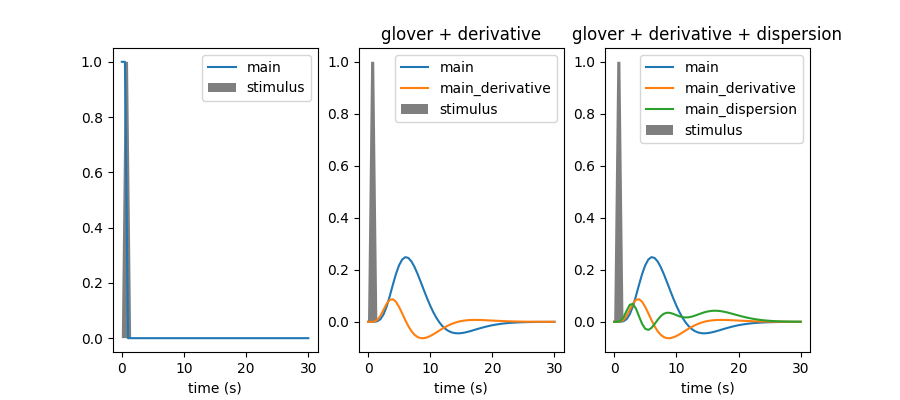 main
stimulus
1.0
0.8
0.6
0.4
0.2
0.0
0 10 20 30
time (s)
glover + derivative
main
main_derivative
stimulus
1.0
0.8
0.6
0.4
0.2
0.0
0 10 20 30
time (s)
glover + derivative + dispersion
main
main_derivative
main_dispersion
stimulus
1.0
0.8
0.6
0.4
0.2
0.0
0 10 20 30
time (s)